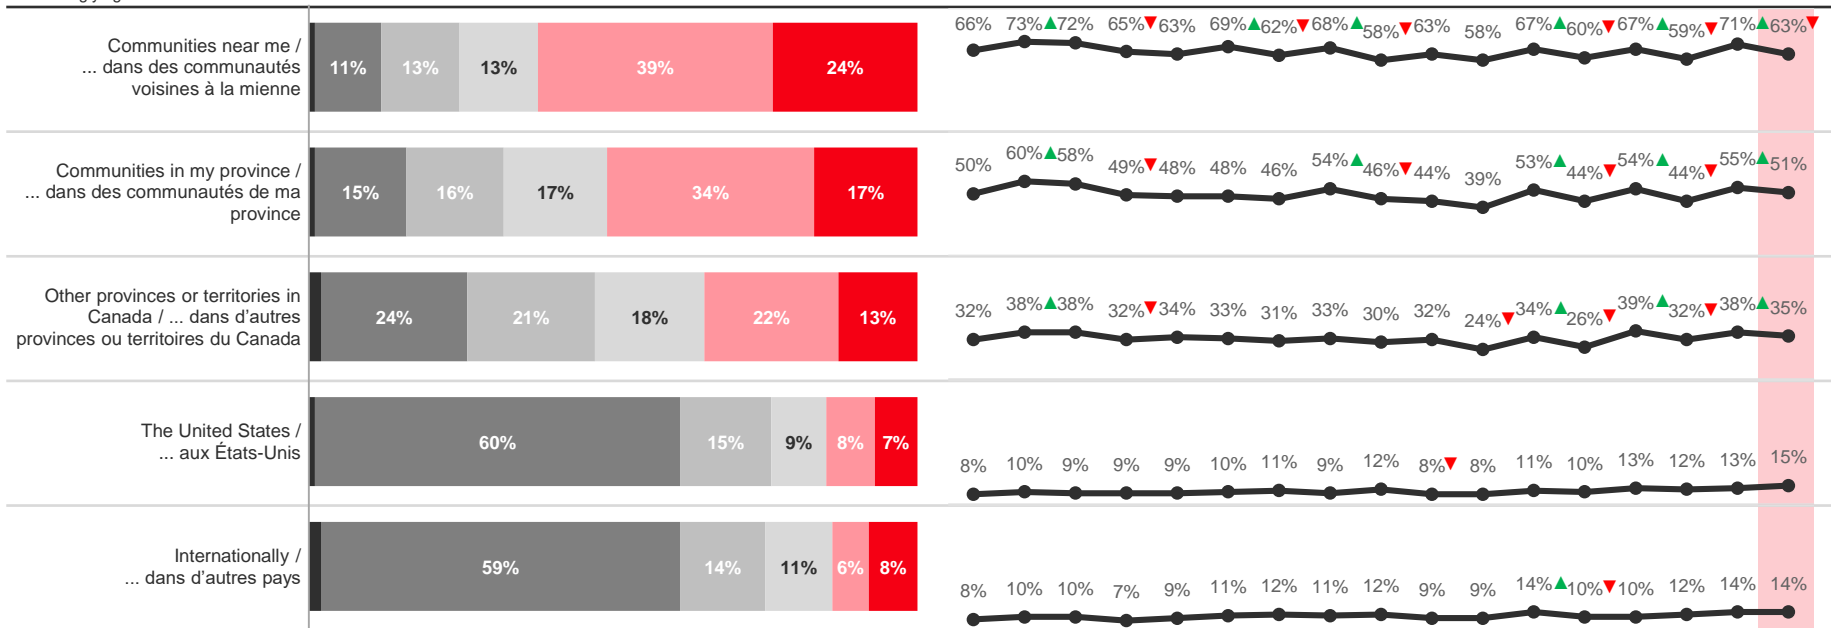 Communities near me /
... dans des communautés
voisines à la mienne
11% 13% 13% 39% 24%
66% 73%▲72% 65%▼63% 69%▲62%▼68%▲58%▼63% 58% 67%▲60%▼67%▲59%▼71%▲63%▼
Communities in my province /
... dans des communautés de ma
province
15% 16% 17% 34% 17%
50% 60%▲58% 49%▼48% 48% 46% 54%▲46%▼44% 39% 53%▲44%▼54%▲44%▼55%▲51%
Other provinces or territories in
Canada / ... dans d'autres
provinces ou territoires du Canada
24% 21% 18% 22% 13%
32% 38%▲38% 32%▼34% 33% 31% 33% 30% 32% 24%▼34%▲26%▼39%▲32%▼38%▲35%
The United States /
... aux États-Unis
60% 15% 9% 8% 7%
8% 10% 9% 9% 9% 10% 11% 9% 12% 8%▼ 8% 11% 10% 13% 12% 13% 15%
Internationally /
... dans d'autres pays
59% 14% 11% 6% 8%
8% 10% 10% 7% 9% 11% 12% 11% 12% 9% 9% 14%▲10%▼10% 12% 14% 14%